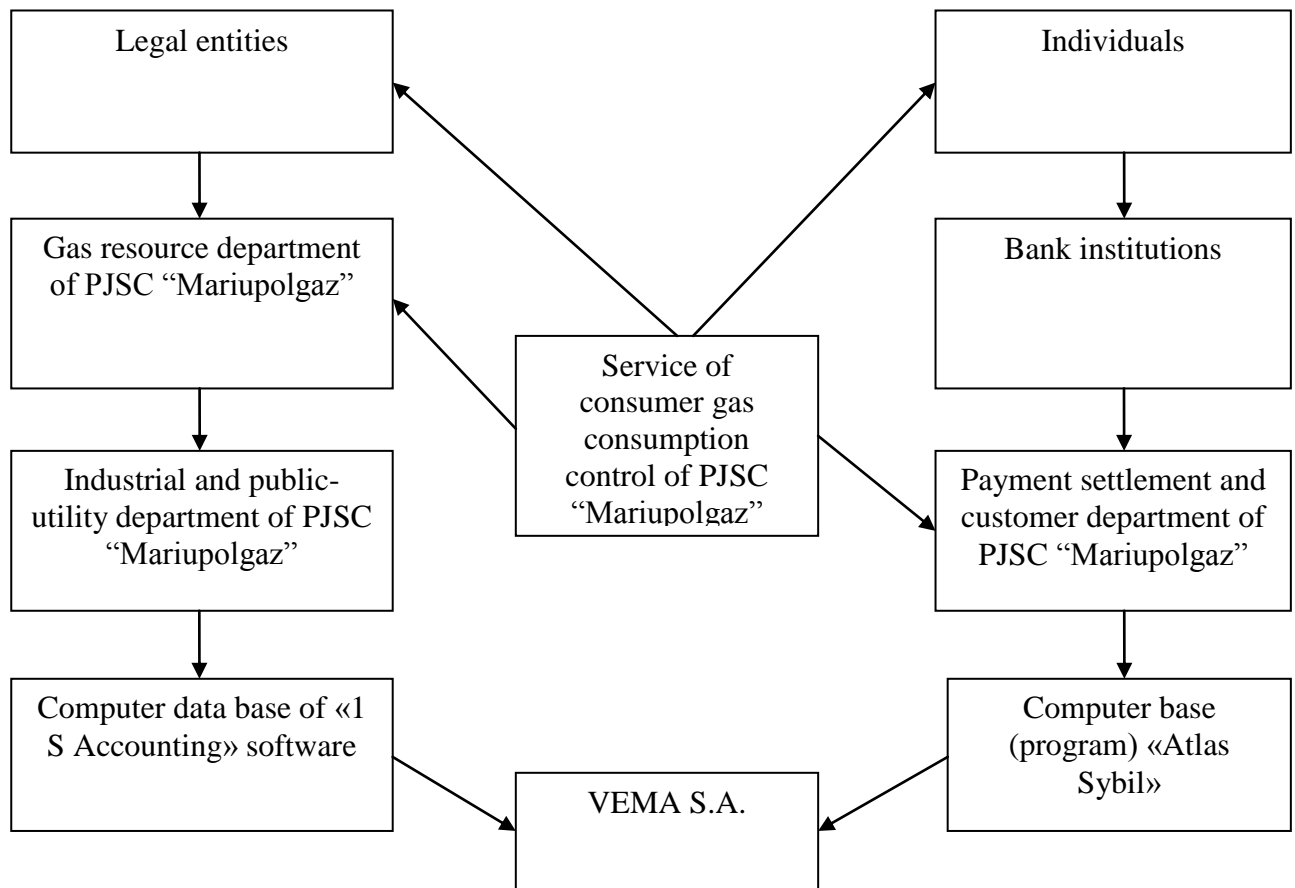 Legal entities
Individuals
Gas resource department
of PJSC “Mariupolgaz”
Bank institutions
Service of
consumer gas
consumption
control of PJSC
“Mariupolgaz”
Industrial and public-
utility department of PJSC
“Mariupolgaz”
Payment settlement and
customer department of
PJSC “Mariupolgaz”
Computer data base of «1
S Accounting» software
Computer base
(program) «Atlas
Sybil»
VEMA S.A.